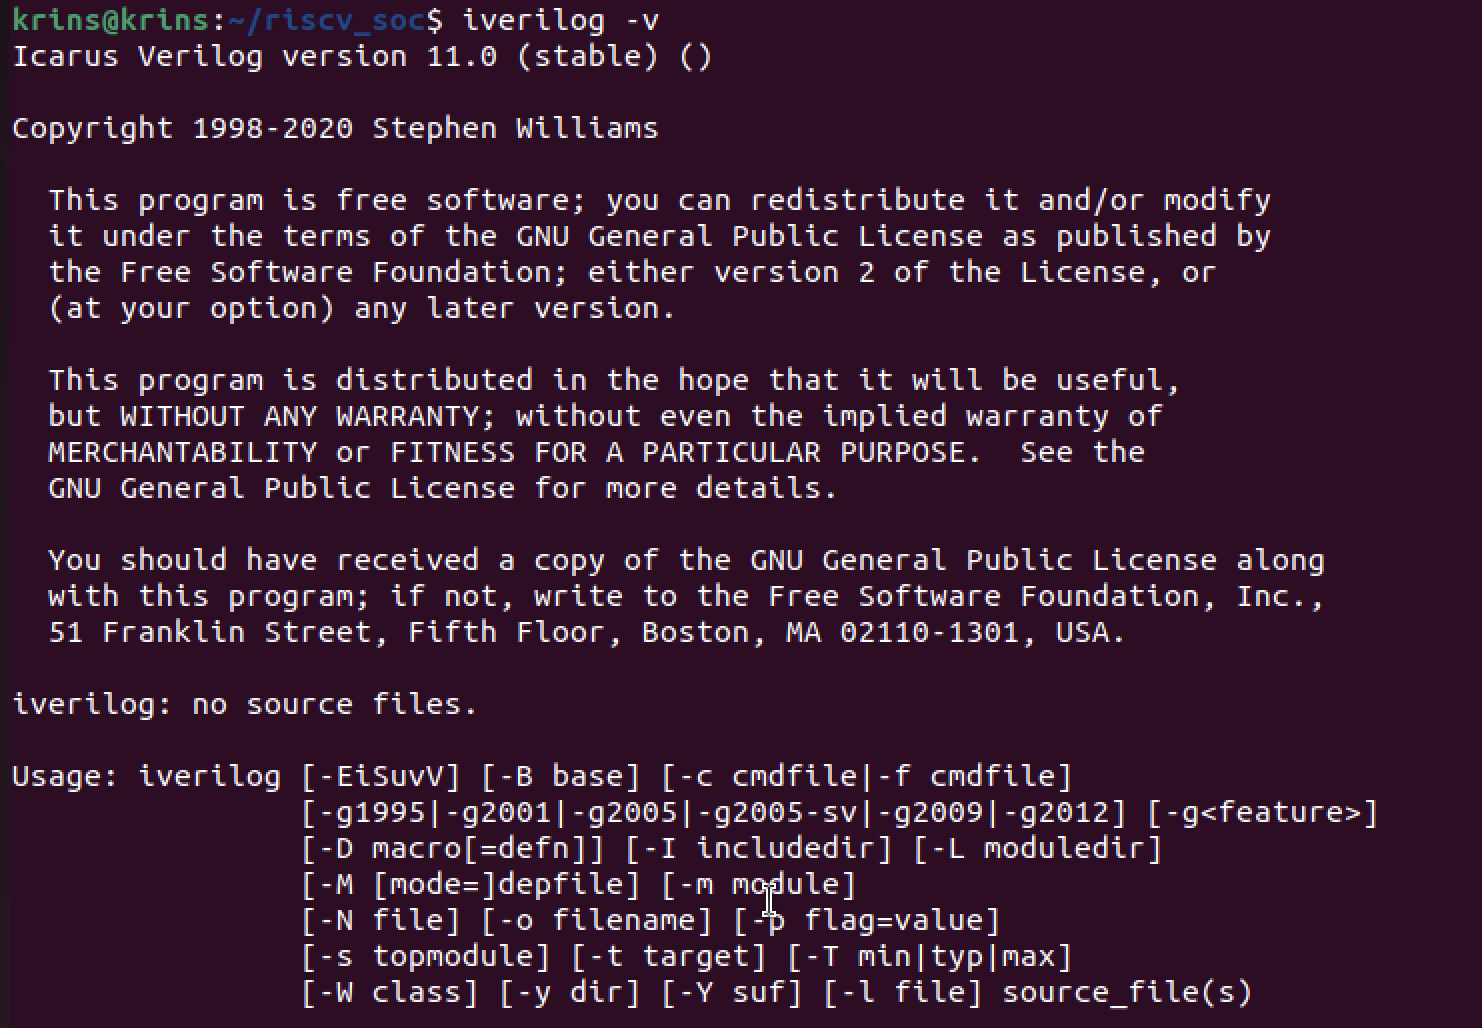 krins@krins:~/riscv_soc$ iverilog -v
Icarus Verilog version 11.0 (stable) ()
Copyright 1998-2020 Stephen Williams
This program is free software; you can redistribute it and/or modify
it under the terms of the GNU General Public License as published by
the Free Software Foundation; either version 2 of the License, or
(at your option) any later version.
This program is distributed in the hope that it will be useful,
but WITHOUT ANY WARRANTY; without even the implied warranty of
MERCHANTABILITY or FITNESS FOR A PARTICULAR PURPOSE.  See the
GNU General Public License for more details.
You should have received a copy of the GNU General Public License along
with this program; if not, write to the Free Software Foundation, Inc.,
51 Franklin Street, Fifth Floor, Boston, MA 02110-1301, USA.
iverilog: no source files.
Usage: iverilog [-EiSuvV] [-B base] [-c cmdfile|-f cmdfile]
[-g1995|-g2001|-g2005|-g2005-sv|-g2009|-g2012] [-g<feature>]
[-D macro[=defn]] [-I includedir] [-L moduledir]
[-M [mode=]depfile] [-m module]
[-N file] [-o filename] [-p flag=value]
[-s topmodule] [-t target] [-T min|typ|max]
[-W class] [-y dir] [-Y suf] [-l file] source_file(s)